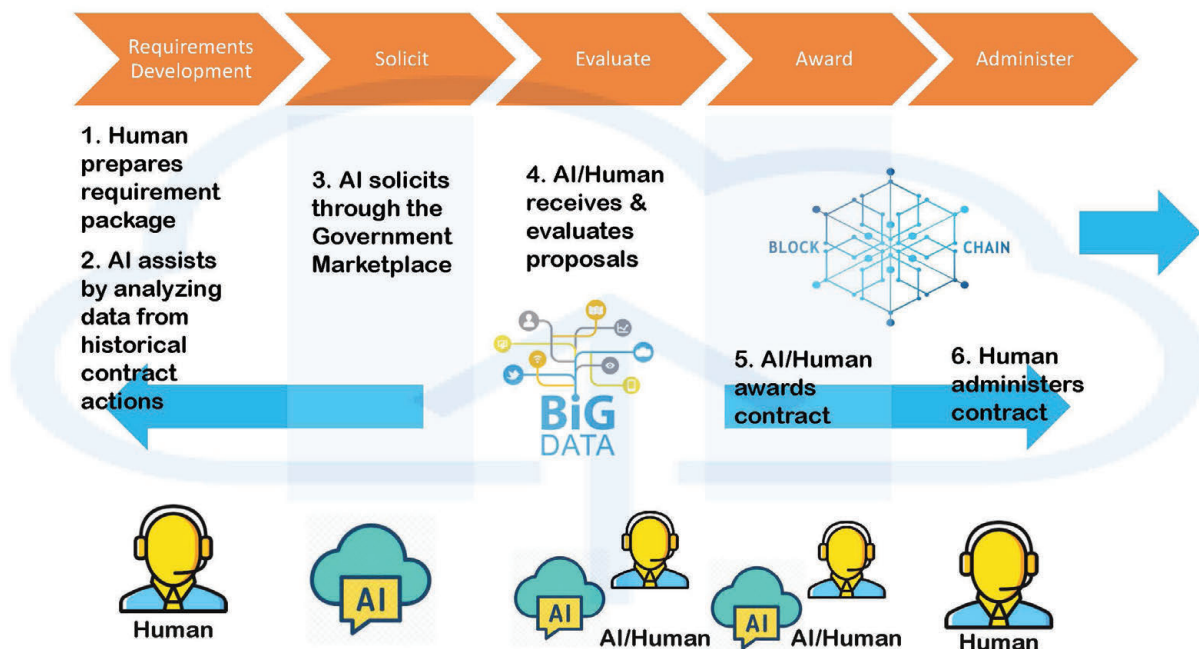 Requirements
Development
Solicit
Evaluate
Award
Administer
1. Human
prepares
requirement
package
2. AI assists
by analyzing
data from
historical
contract
actions
3. AI solicits
through the
Government
Marketplace
4. AI/Human
receives &
evaluates
proposals
BiG
DATA
BLOCK
CHAIN
5. AI/Human
awards
contract
6. Human
administers
contract
Human
AI
AI
AI/Human
AI
AI/Human
Human